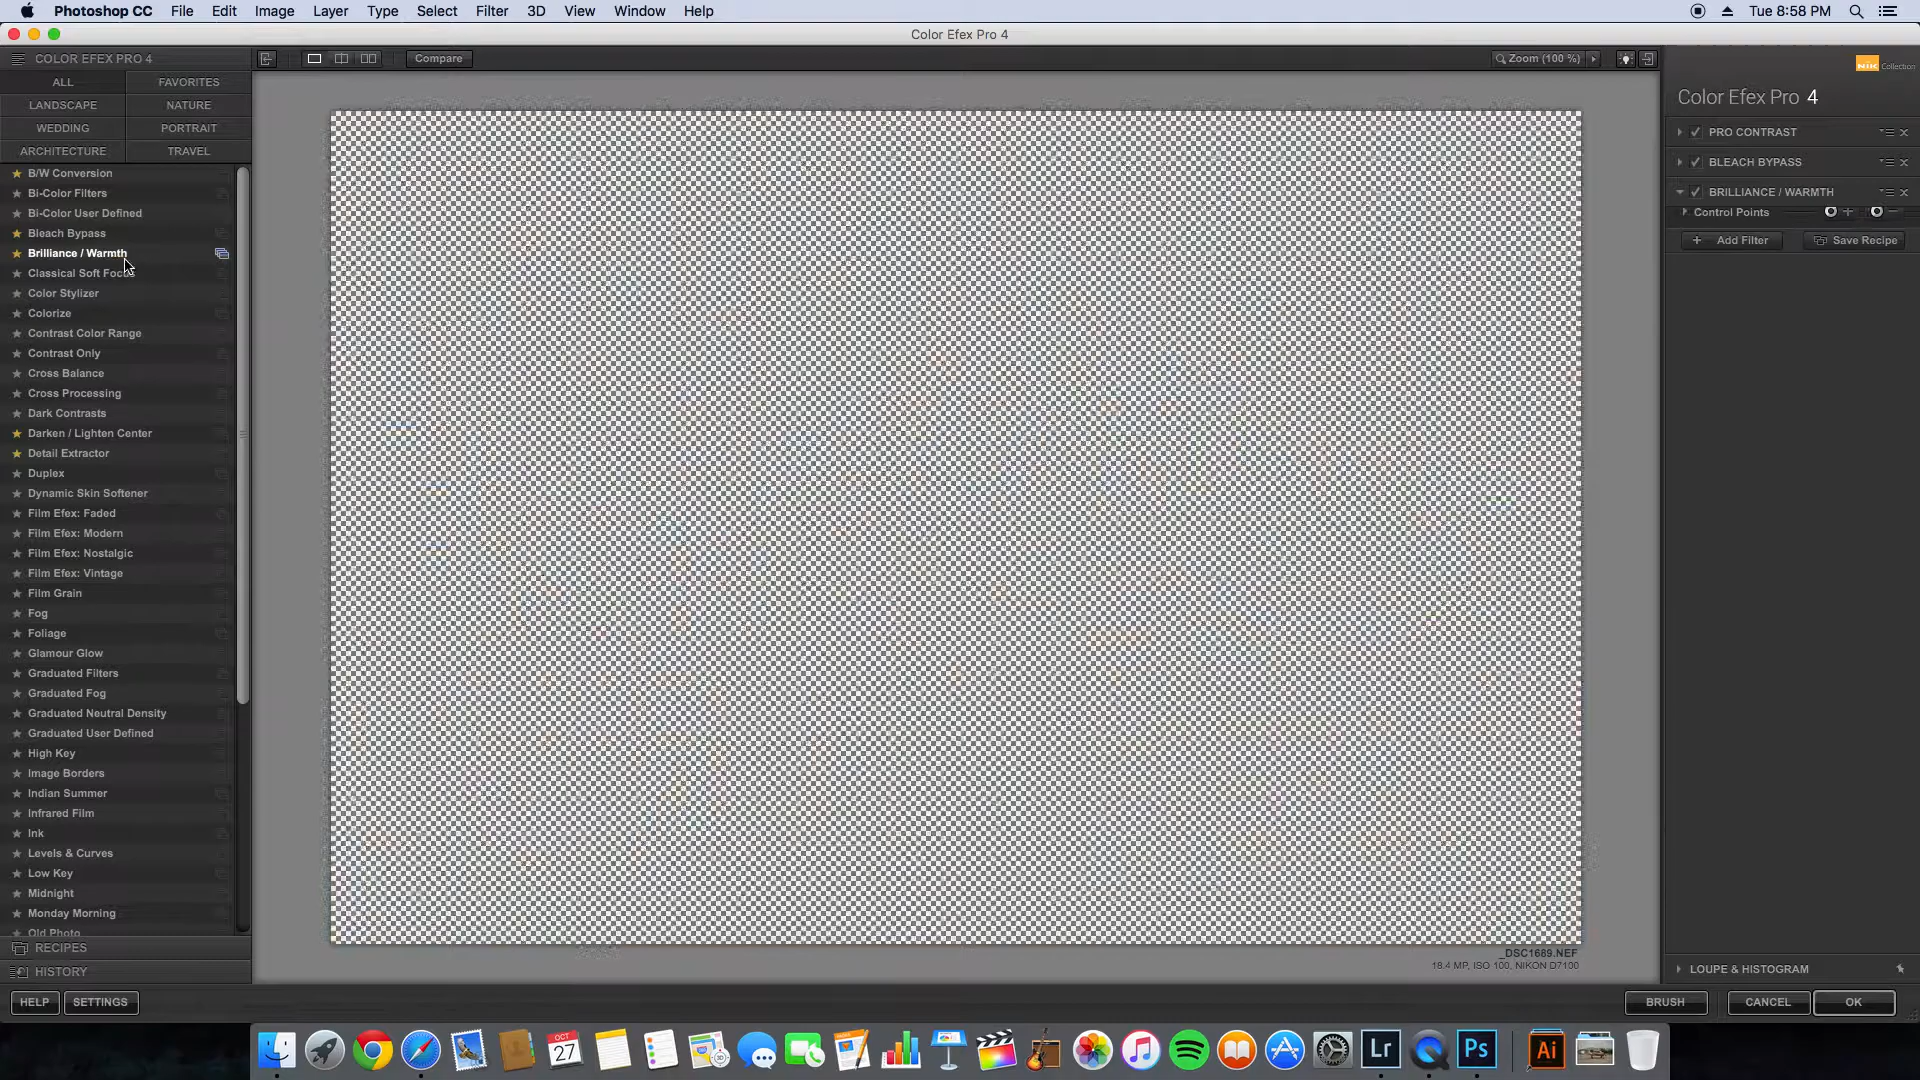 Photoshop CC File Edit Image Layer Type Select Filter 3D View Window Help Tue 8:58 PM
Color Efex Pro 4
COLOR EFEX PRO 4 Compare Zoom (100 %)
Nik Collection
ALL FAVORITES
LANDSCAPE NATURE
WEDDING PORTRAIT
ARCHITECTURE TRAVEL
B/W Conversion
Bi-Color Filters
Bi-Color User Defined
Bleach Bypass
Brilliance / Warmth
Classical Soft Focus
Color Stylizer
Colorize
Contrast Color Range
Contrast Only
Cross Balance
Cross Processing
Dark Contrasts
Darken / Lighten Center
Detail Extractor
Duplex
Dynamic Skin Softener
Film Efex: Faded
Film Efex: Modern
Film Efex: Nostalgic
Film Efex: Vintage
Film Grain
Fog
Foliage
Glamour Glow
Graduated Filters
Graduated Fog
Graduated Neutral Density
Graduated User Defined
High Key
Image Borders
Indian Summer
Infrared Film
Ink
Levels & Curves
Low Key
Midnight
Monday Morning
Old Photo
RECIPES
HISTORY
HELP SETTINGS
_DSC1689.NEF
18.4 MP, ISO 100, NIKON D7100
Color Efex Pro 4
PRO CONTRAST
BLEACH BYPASS
BRILLIANCE / WARMTH
Control Points
+ Add Filter Save Recipe
LOUPE & HISTOGRAM
BRUSH CANCEL OK
OCT
27
Lr Ps Ai